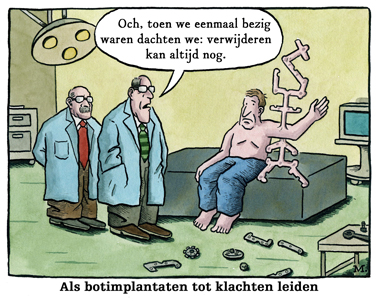 Och, toen we eenmaal bezig
waren dachten we: verwijderen
kan altijd nog.
M.
Als botimplantaten tot klachten leiden